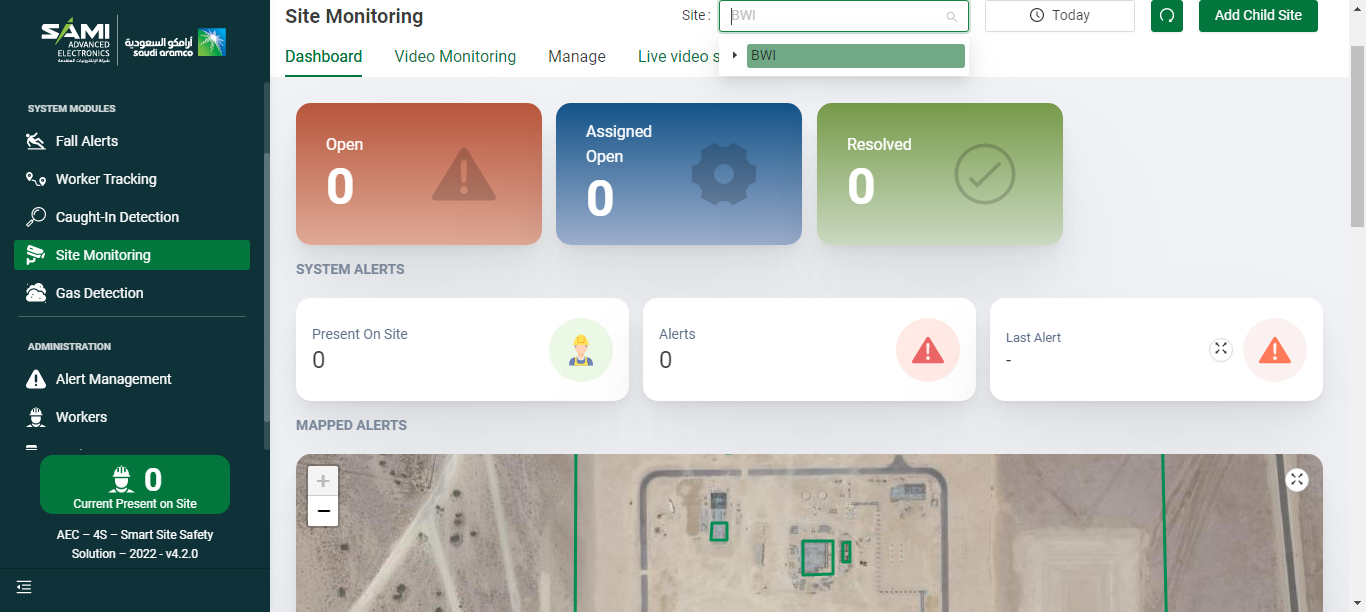 SAMI
ADVANCED
ELECTRONICS
شركة الإلكترونيات المتقدمة
أرامكو السعودية
saudi aramco
Site Monitoring
Site :
BWI
Today
Add Child Site
Dashboard
Video Monitoring
Manage
Live video s
BWI
SYSTEM MODULES
Fall Alerts
Worker Tracking
Caught-In Detection
Site Monitoring
Gas Detection
ADMINISTRATION
Alert Management
Workers
0
Current Present on Site
AEC – 4S – Smart Site Safety
Solution – 2022 - v4.2.0
Open
0
Assigned
Open
0
Resolved
0
SYSTEM ALERTS
Present On Site
0
Alerts
0
Last Alert
-
MAPPED ALERTS
+
−